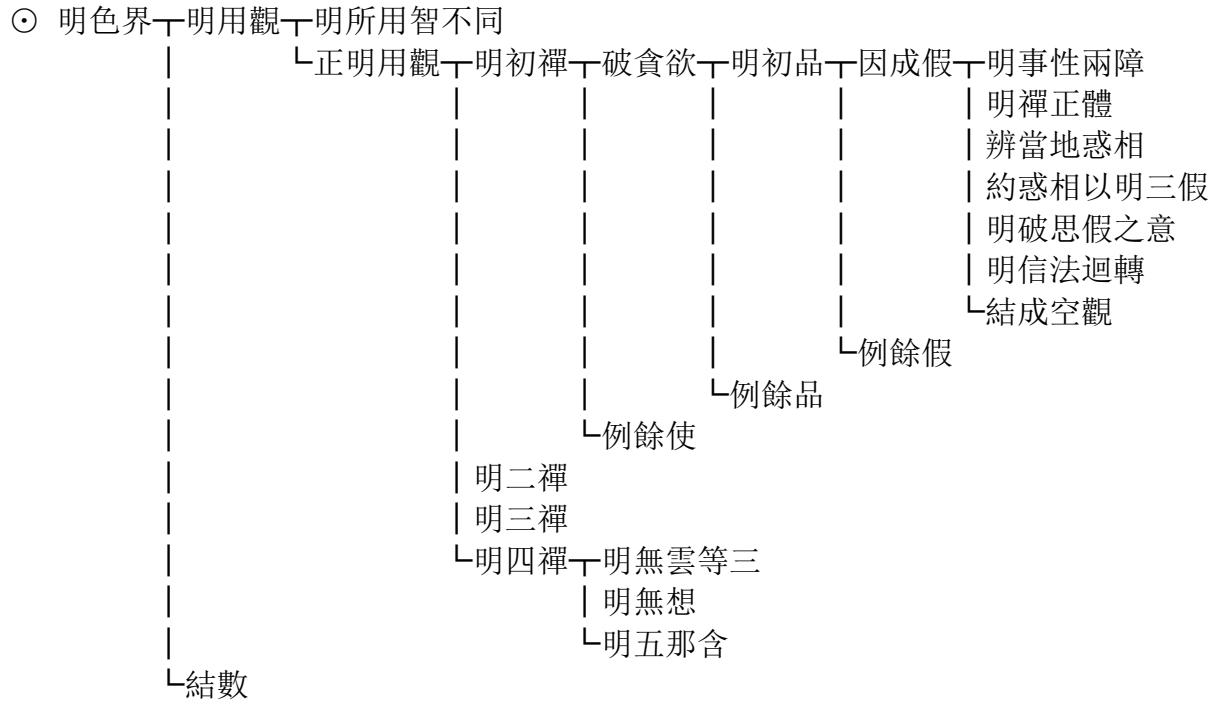 ⊙ 明色界┬明用觀┬明所用智不同
│ └正明用觀┬明初禪┬破貪欲┬明初品┬因成假┬明事性兩障
│ │ │ │ │ │明禪正體
│ │ │ │ │ │辨當地惑相
│ │ │ │ │ │約惑相以明三假
│ │ │ │ │ │明破思假之意
│ │ │ │ │ │明信法迴轉
│ │ │ │ │ └結成空觀
│ │ │ │ └例餘假
│ │ │ └例餘品
│ │ └例餘使
│ │明二禪
│ │明三禪
│ └明四禪┬明無雲等三
│ │明無想
│ └明五那含
└結數